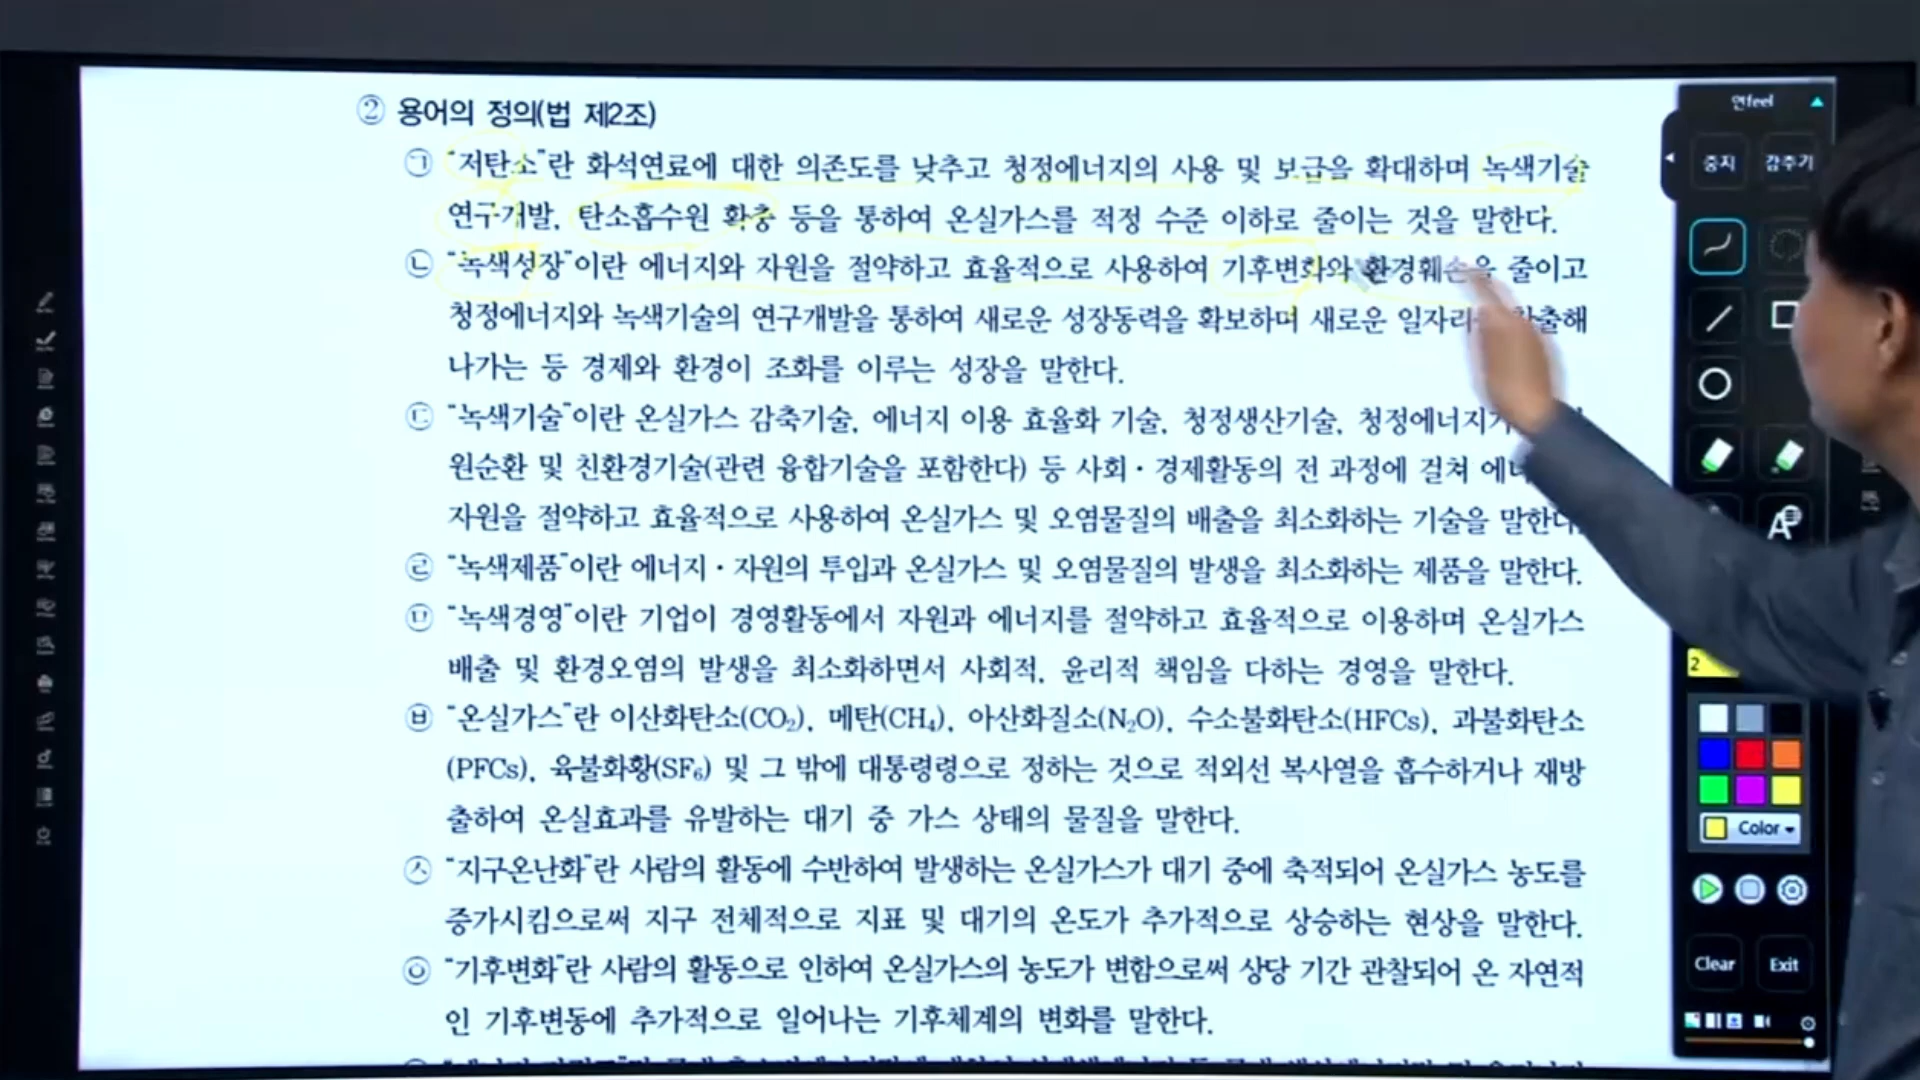 ② 용어의 정의(법 제2조)
㉠ "저탄소"란 화석연료에 대한 의존도를 낮추고 청정에너지의 사용 및 보급을 확대하며 녹색기술
연구개발, 탄소흡수원 확충 등을 통하여 온실가스를 적정 수준 이하로 줄이는 것을 말한다.
㉡ "녹색성장"이란 에너지와 자원을 절약하고 효율적으로 사용하여 기후변화와 환경훼손을 줄이고
청정에너지와 녹색기술의 연구개발을 통하여 새로운 성장동력을 확보하며 새로운
나가는 등 경제와 환경이 조화를 이루는 성장을 말한다.
㉢ "녹색기술"이란 온실가스 감축기술, 에너지 이용 효율화 기술, 청정생산기술,
원순환 및 친환경기술(관련 융합기술을 포함한다) 등 사회·경제활동의 전 과정에 걸쳐
자원을 절약하고 효율적으로 사용하여 온실가스 및 오염물질의 배출을 최소화하는 기술을 말한다.
㉣ "녹색제품"이란 에너지·자원의 투입과 온실가스 및 오염물질의 발생을 최소화하는 제품을 말한다.
㉤ "녹색경영"이란 기업이 경영활동에서 자원과 에너지를 절약하고 효율적으로 이용하며 온실가스
배출 및 환경오염의 발생을 최소화하면서 사회적, 윤리적 책임을 다하는 경영을 말한다.
㉥ "온실가스"란 이산화탄소(CO₂), 메탄(CH₄), 아산화질소(N₂O), 수소불화탄소(HFCs), 과불화탄소
(PFCs), 육불화황(SF₆) 및 그 밖에 대통령령으로 정하는 것으로 적외선 복사열을 흡수하거나 재방
출하여 온실효과를 유발하는 대기 중 가스 상태의 물질을 말한다.
㉦ "지구온난화"란 사람의 활동에 수반하여 발생하는 온실가스가 대기 중에 축적되어 온실가스 농도를
증가시킴으로써 지구 전체적으로 지표 및 대기의 온도가 추가적으로 상승하는 현상을 말한다.
㉧ "기후변화"란 사람의 활동으로 인하여 온실가스의 농도가 변함으로써 상당 기간 관찰되어 온 자연적
인 기후변동에 추가적으로 일어나는 기후체계의 변화를 말한다.
연feel
중지 감추기
A
2
Color
Clear Exit